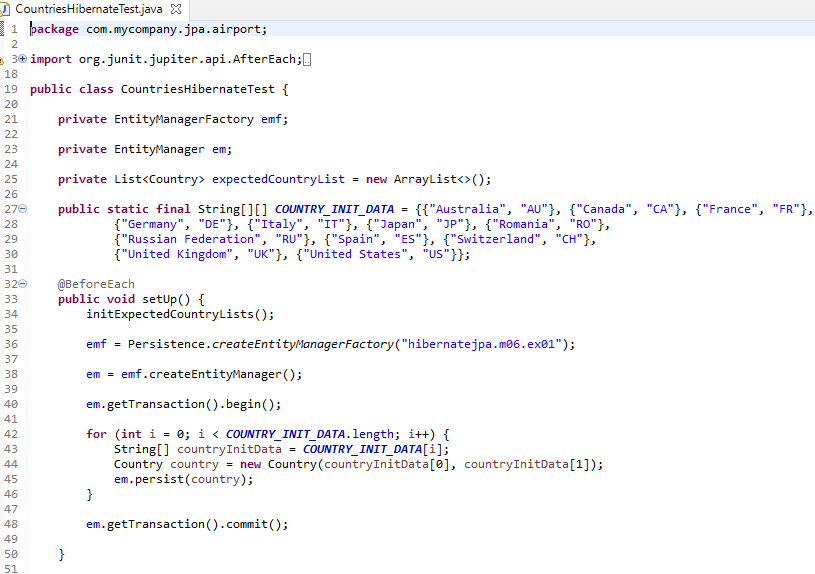 CountriesHibernateTest.java
1 package com.mycompany.jpa.airport;
2
3 import org.junit.jupiter.api.AfterEach;
18
19 public class CountriesHibernateTest {
20
21     private EntityManagerFactory emf;
22
23     private EntityManager em;
24
25     private List<Country> expectedCountryList = new ArrayList<>();
26
27     public static final String[][] COUNTRY_INIT_DATA = {{"Australia", "AU"}, {"Canada", "CA"}, {"France", "FR"},
28             {"Germany", "DE"}, {"Italy", "IT"}, {"Japan", "JP"}, {"Romania", "RO"},
29             {"Russian Federation", "RU"}, {"Spain", "ES"}, {"Switzerland", "CH"},
30             {"United Kingdom", "UK"}, {"United States", "US"}};
31
32     @BeforeEach
33     public void setUp() {
34         initExpectedCountryLists();
35
36         emf = Persistence.createEntityManagerFactory("hibernatejpa.m06.ex01");
37
38         em = emf.createEntityManager();
39
40         em.getTransaction().begin();
41
42         for (int i = 0; i < COUNTRY_INIT_DATA.length; i++) {
43             String[] countryInitData = COUNTRY_INIT_DATA[i];
44             Country country = new Country(countryInitData[0], countryInitData[1]);
45             em.persist(country);
46         }
47
48         em.getTransaction().commit();
49
50     }
51